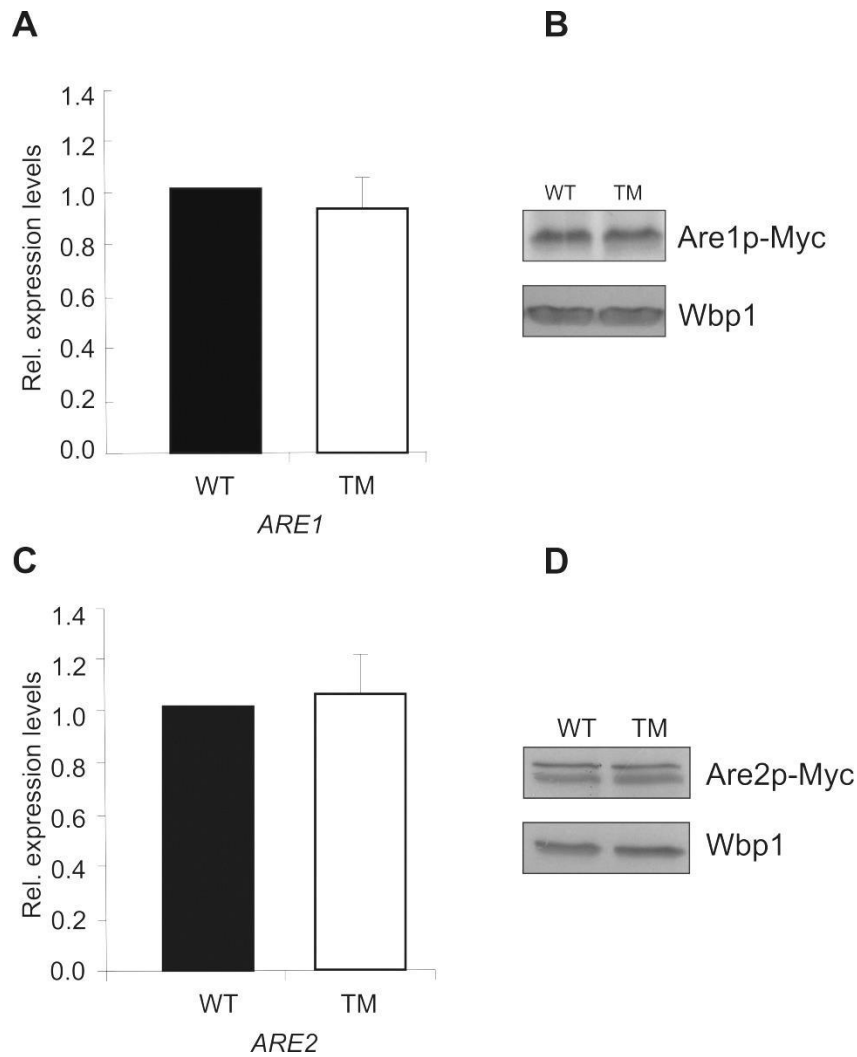 A
Rel. expression levels
1.4
1.2
1.0
0.8
0.6
0.4
0.2
0.0
WT TM
ARE1
B
WT TM
Are1p-Myc
Wbp1
C
Rel. expression levels
1.4
1.2
1.0
0.8
0.6
0.4
0.2
0.0
WT TM
ARE2
D
WT TM
Are2p-Myc
Wbp1